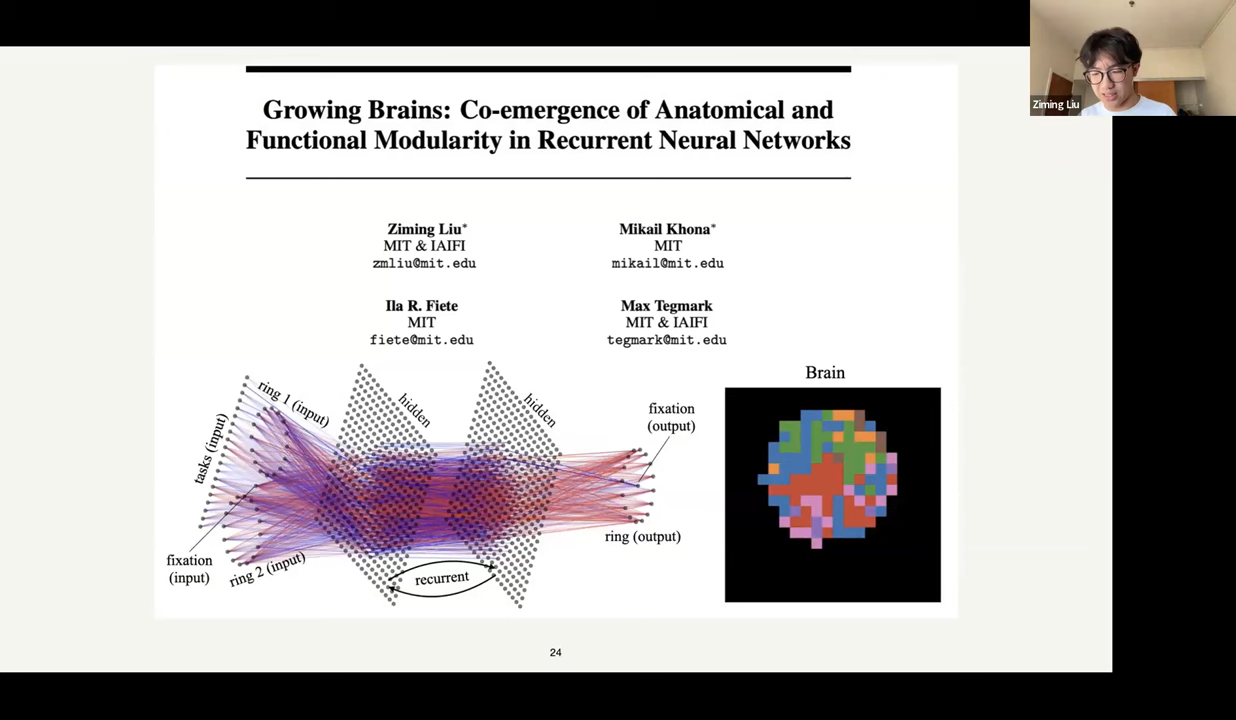 Ziming Liu
Growing Brains: Co-emergence of Anatomical and
Functional Modularity in Recurrent Neural Networks
Ziming Liu*
MIT & IAIFI
zmliu@mit.edu
Mikail Khona*
MIT
mikail@mit.edu
Ila R. Fiete
MIT
fiete@mit.edu
Max Tegmark
MIT & IAIFI
tegmark@mit.edu
tasks (input)
ring 1 (input)
hidden
hidden
fixation
(output)
fixation
(input)
ring 2 (input)
recurrent
ring (output)
Brain
24